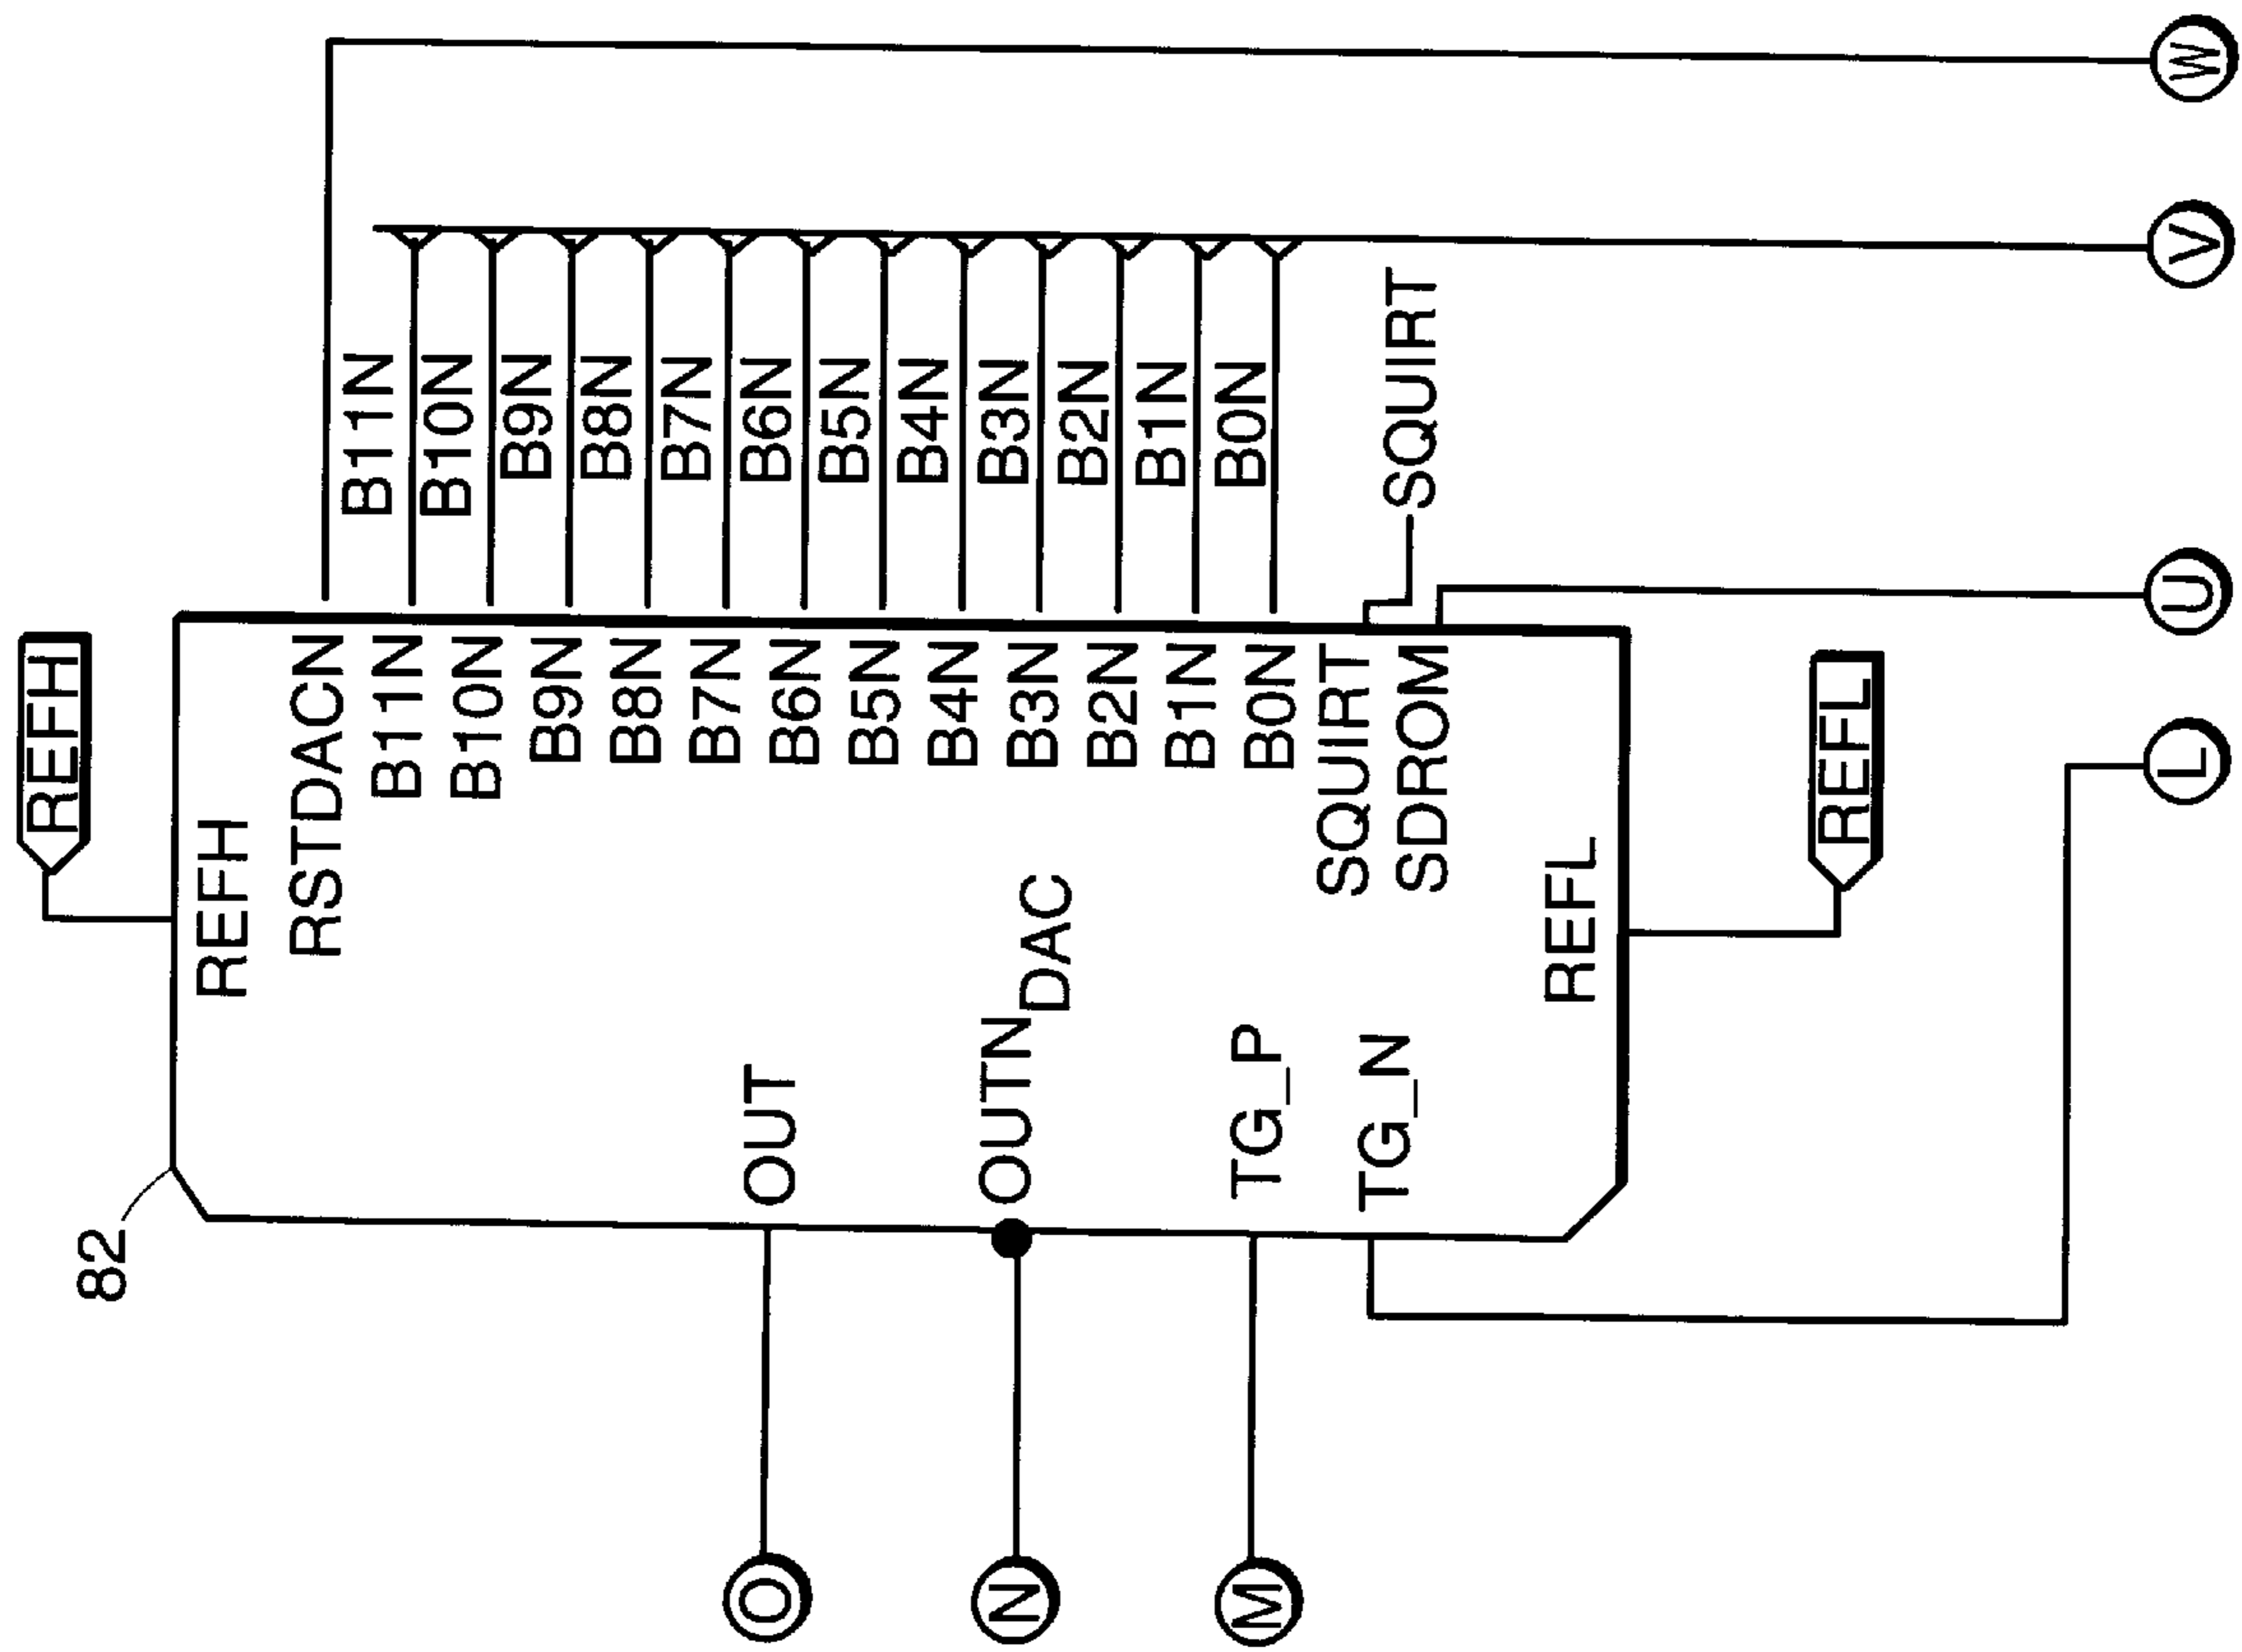 REFH
82
REFH
RSTDACN
B11N
B10N
B9N
B8N
B7N
B6N
B5N
B4N
B3N
B2N
B1N
B0N
SQUIRT
SDROM
REFL
OUT
OUTN
DAC
TG_P
TG_N
B11N
B10N
B9N
B8N
B7N
B6N
B5N
B4N
B3N
B2N
B1N
B0N
SQUIRT
REFL
O
N
M
L
U
V
W